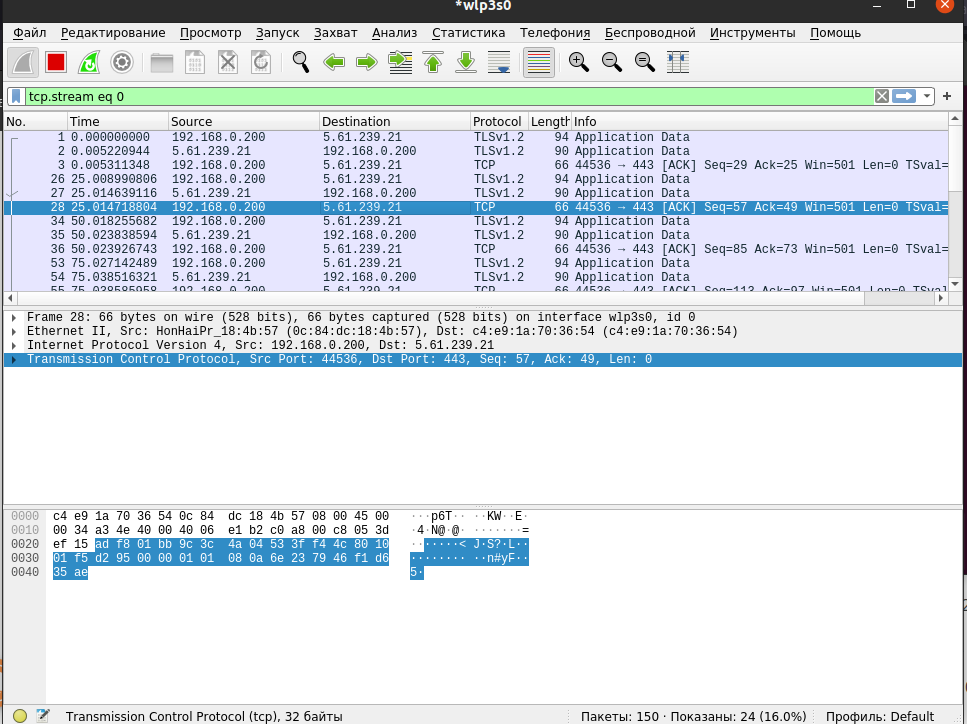 *wlp3s0
Файл Редактирование Просмотр Запуск Захват Анализ Статистика Телефония Беспроводной Инструменты Помощь
tcp.stream eq 0
No. Time Source Destination Protocol Length Info
1 0.000000000 192.168.0.200 5.61.239.21 TLSv1.2 94 Application Data
2 0.005220944 5.61.239.21 192.168.0.200 TLSv1.2 90 Application Data
3 0.005311348 192.168.0.200 5.61.239.21 TCP 66 44536 → 443 [ACK] Seq=29 Ack=25 Win=501 Len=0 TSval=
26 25.008990806 192.168.0.200 5.61.239.21 TLSv1.2 94 Application Data
27 25.014639116 5.61.239.21 192.168.0.200 TLSv1.2 90 Application Data
28 25.014718804 192.168.0.200 5.61.239.21 TCP 66 44536 → 443 [ACK] Seq=57 Ack=49 Win=501 Len=0 TSval=
34 50.018255682 192.168.0.200 5.61.239.21 TLSv1.2 94 Application Data
35 50.023838594 5.61.239.21 192.168.0.200 TLSv1.2 90 Application Data
36 50.023926743 192.168.0.200 5.61.239.21 TCP 66 44536 → 443 [ACK] Seq=85 Ack=73 Win=501 Len=0 TSval=
53 75.027142489 192.168.0.200 5.61.239.21 TLSv1.2 94 Application Data
54 75.038516321 5.61.239.21 192.168.0.200 TLSv1.2 90 Application Data
55 75.038585958 192.168.0.200 5.61.239.21 TCP 66 44536 → 443 [ACK] Seq=113 Ack=97 Win=501 Len=0 TSval
Frame 28: 66 bytes on wire (528 bits), 66 bytes captured (528 bits) on interface wlp3s0, id 0
Ethernet II, Src: HonHaiPr_18:4b:57 (0c:84:dc:18:4b:57), Dst: c4:e9:1a:70:36:54 (c4:e9:1a:70:36:54)
Internet Protocol Version 4, Src: 192.168.0.200, Dst: 5.61.239.21
Transmission Control Protocol, Src Port: 44536, Dst Port: 443, Seq: 57, Ack: 49, Len: 0
0000 c4 e9 1a 70 36 54 0c 84 dc 18 4b 57 08 00 45 00 ···p6T·· ··KW··E·
0010 00 34 a3 4e 40 00 40 06 e1 b2 c0 a8 00 c8 05 3d ·4·N@·@· ·······=
0020 ef 15 ad f8 01 bb 9c 3c 4a 04 53 3f f4 4c 80 10 ·······< J·S?·L··
0030 01 f5 d2 95 00 00 01 01 08 0a 6e 23 79 46 f1 d6 ········ ··n#yF··
0040 35 ae 5·
Transmission Control Protocol (tcp), 32 байты Пакеты: 150 · Показаны: 24 (16.0%) Профиль: Default